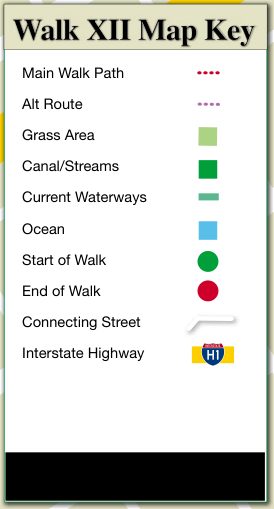 Walk XII Map Key
Main Walk Path
Alt Route
Grass Area
Canal/Streams
Current Waterways
Ocean
Start of Walk
End of Walk
Connecting Street
Interstate Highway
H1